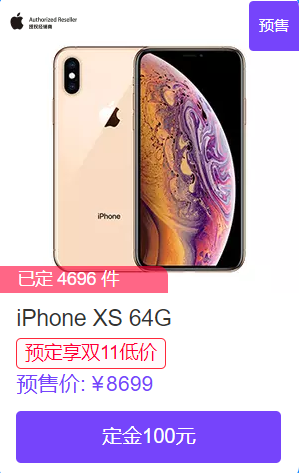 Authorized Reseller
授权经销商
预售
iPhone
已定 4696 件
iPhone XS 64G
预定享双11低价
预售价: ¥8699
定金100元